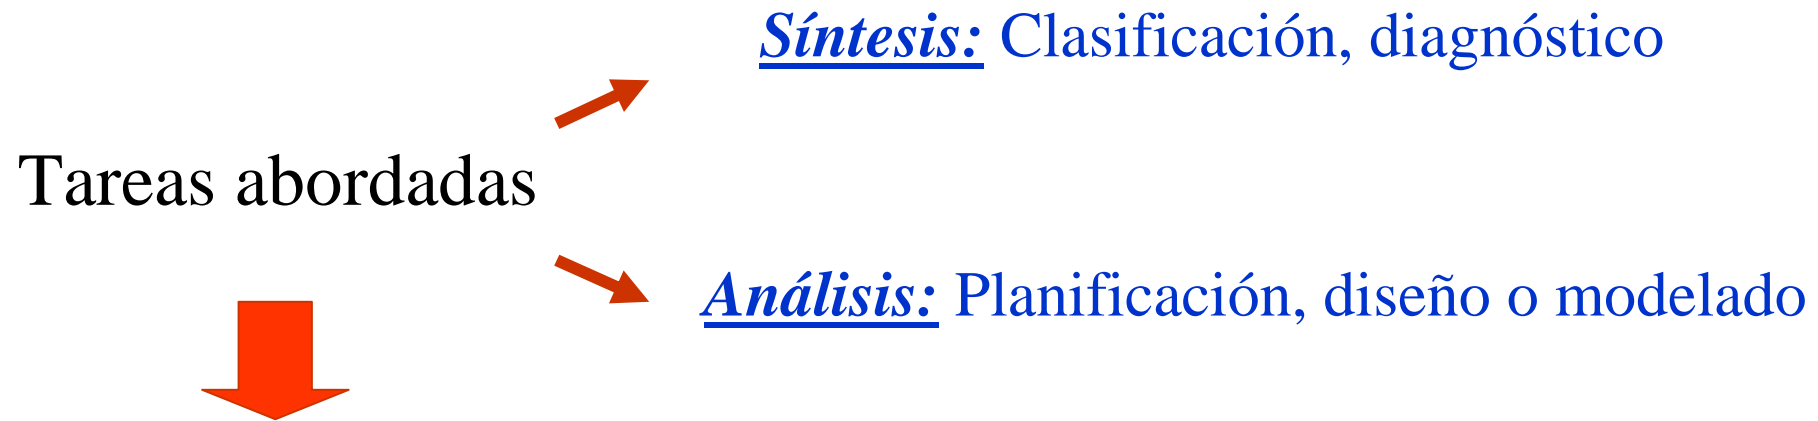 Síntesis: Clasificación, diagnóstico
Tareas abordadas
Análisis: Planificación, diseño o modelado